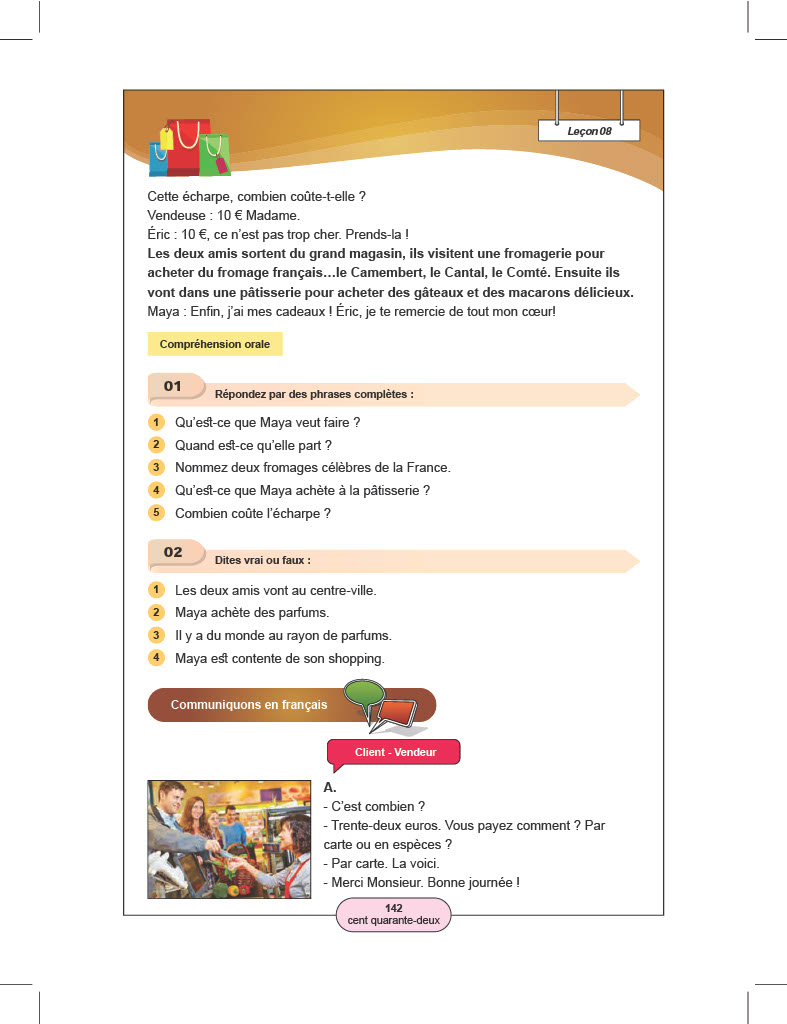 Leçon 08
Cette écharpe, combien coûte-t-elle ?
Vendeuse : 10 € Madame.
Éric : 10 €, ce n’est pas trop cher. Prends-la !
Les deux amis sortent du grand magasin, ils visitent une fromagerie pour
acheter du fromage français…le Camembert, le Cantal, le Comté. Ensuite ils
vont dans une pâtisserie pour acheter des gâteaux et des macarons délicieux.
Maya : Enfin, j’ai mes cadeaux ! Éric, je te remercie de tout mon cœur!
Compréhension orale
01 Répondez par des phrases complètes :
1 Qu’est-ce que Maya veut faire ?
2 Quand est-ce qu’elle part ?
3 Nommez deux fromages célèbres de la France.
4 Qu’est-ce que Maya achète à la pâtisserie ?
5 Combien coûte l’écharpe ?
02 Dites vrai ou faux :
1 Les deux amis vont au centre-ville.
2 Maya achète des parfums.
3 Il y a du monde au rayon de parfums.
4 Maya est contente de son shopping.
Communiquons en français
Client - Vendeur
A.
- C’est combien ?
- Trente-deux euros. Vous payez comment ? Par
carte ou en espèces ?
- Par carte. La voici.
- Merci Monsieur. Bonne journée !
142
cent quarante-deux